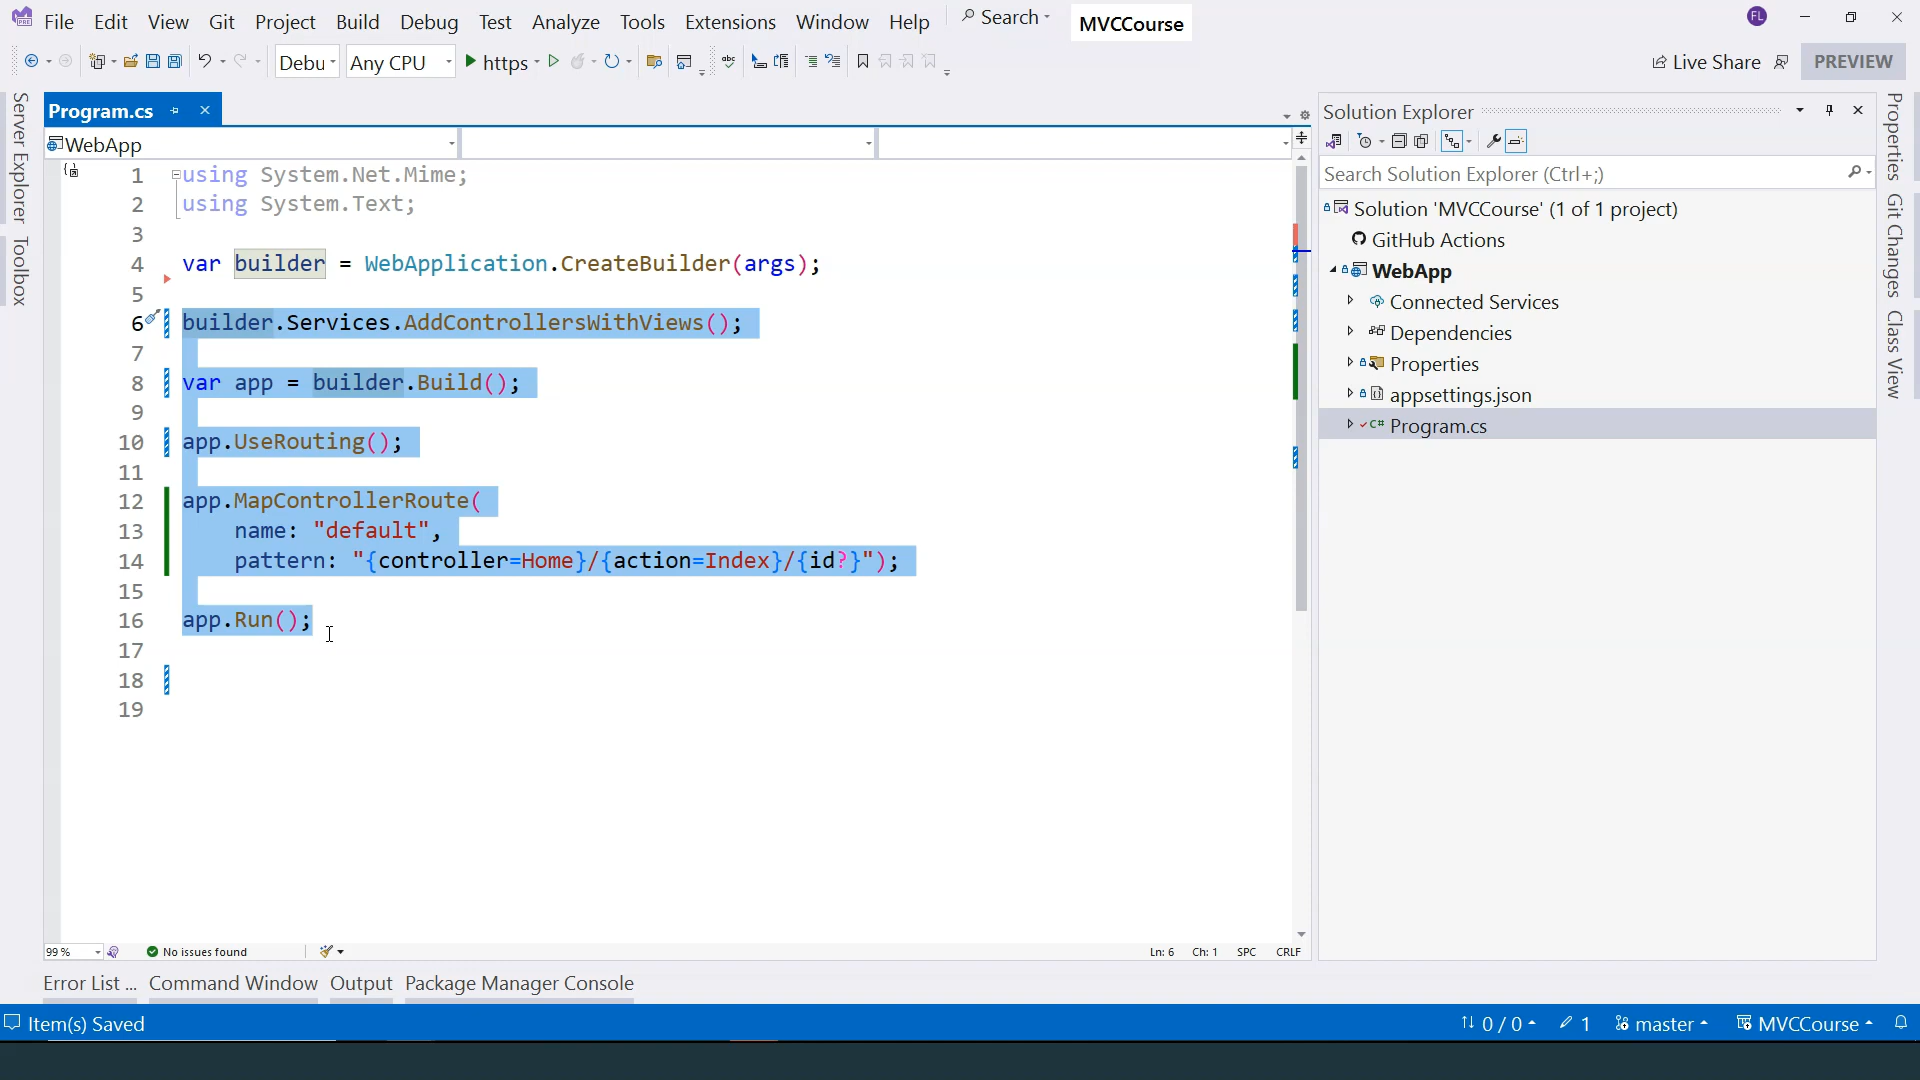 File Edit View Git Project Build Debug Test Analyze Tools Extensions Window Help Search MVCCourse
Debu Any CPU https Live Share PREVIEW
Server Explorer
Toolbox
Program.cs
WebApp
1 using System.Net.Mime;
2 using System.Text;
3
4 var builder = WebApplication.CreateBuilder(args);
5
6 builder.Services.AddControllersWithViews();
7
8 var app = builder.Build();
9
10 app.UseRouting();
11
12 app.MapControllerRoute(
13 name: "default",
14 pattern: "{controller=Home}/{action=Index}/{id?}");
15
16 app.Run();
17
18
19
99 % No issues found Ln: 6 Ch: 1 SPC CRLF
Solution Explorer
Search Solution Explorer (Ctrl+;)
Solution 'MVCCourse' (1 of 1 project)
GitHub Actions
WebApp
Connected Services
Dependencies
Properties
appsettings.json
C# Program.cs
Properties
Git Changes
Class View
Error List ... Command Window Output Package Manager Console
Item(s) Saved 0 / 0 1 master MVCCourse
FL